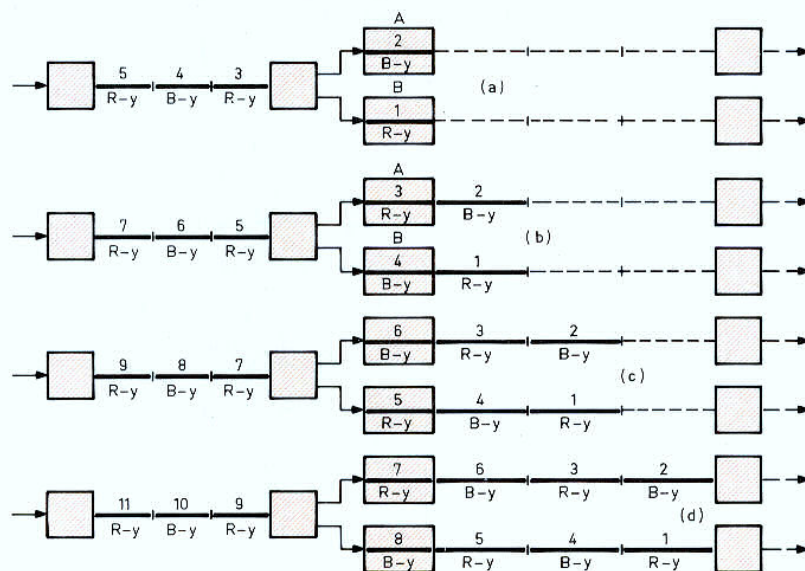 A
2
B-y
5 4 3
R-y B-y R-y
(a)
B
1
R-y
A
3 2
R-y B-y
7 6 5
R-y B-y R-y
(b)
B
4 1
B-y R-y
6 3 2
B-y R-y B-y
9 8 7
R-y B-y R-y
(c)
5 4 1
R-y B-y R-y
7 6 3 2
R-y B-y R-y B-y
11 10 9
R-y B-y R-y
(d)
8 5 4 1
B-y R-y B-y R-y